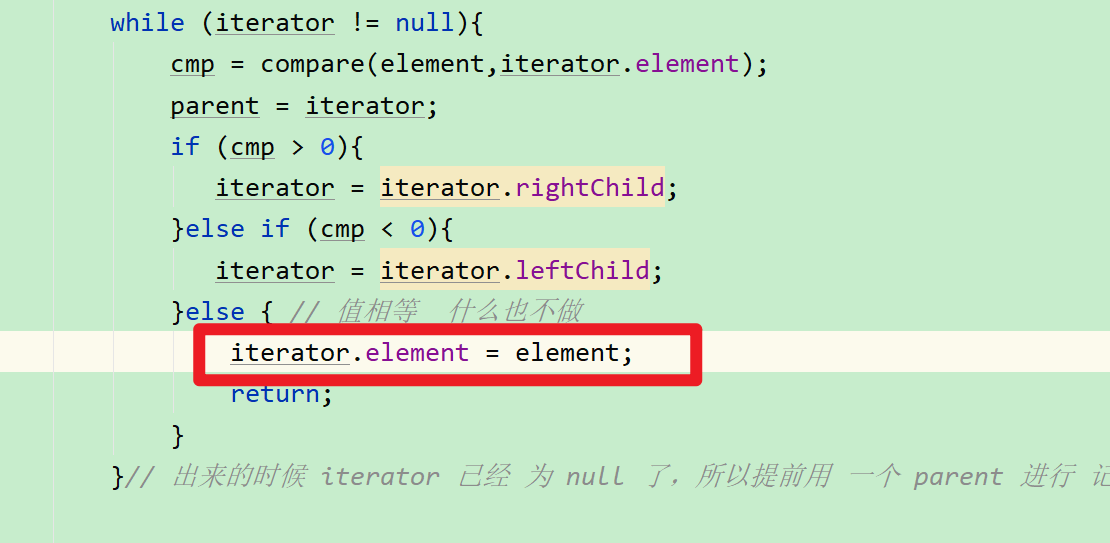 while (iterator != null){
cmp = compare(element,iterator.element);
parent = iterator;
if (cmp > 0){
iterator = iterator.rightChild;
}else if (cmp < 0){
iterator = iterator.leftChild;
}else { // 值相等 什么也不做
iterator.element = element;
return;
}
}// 出来的时候 iterator 已经 为 null 了，所以提前用 一个 parent 进行